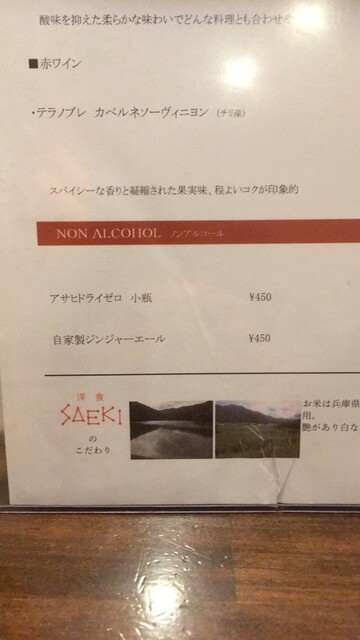 酸味を抑えた柔らかな味わいでどんな料理とも合わせ
■赤ワイン
・テラノブレ カベルネソーヴィニヨン (チリ産)
スパイシーな香りと凝縮された果実味、程よいコクが印象的
NON ALCOHOL ノンアルコール
アサヒドライゼロ 小瓶 ¥450
自家製ジンジャーエール ¥450
洋食
SAEKI
の
こだわり
お米は兵庫県
用。
艶があり白な